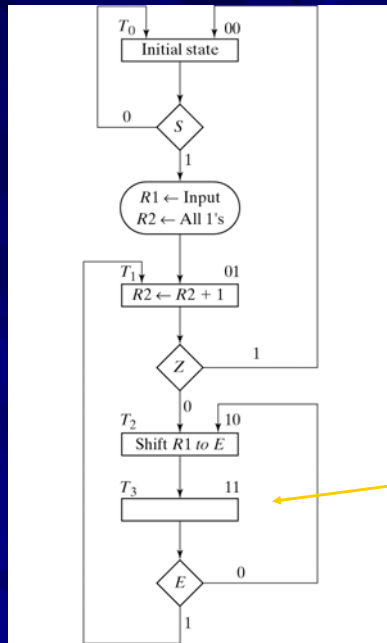 T0 00
Initial state
0
S
1
R1 ← Input
R2 ← All 1's
T1 01
R2 ← R2 + 1
Z
1
0
T2 10
Shift R1 to E
T3 11
E
0
1